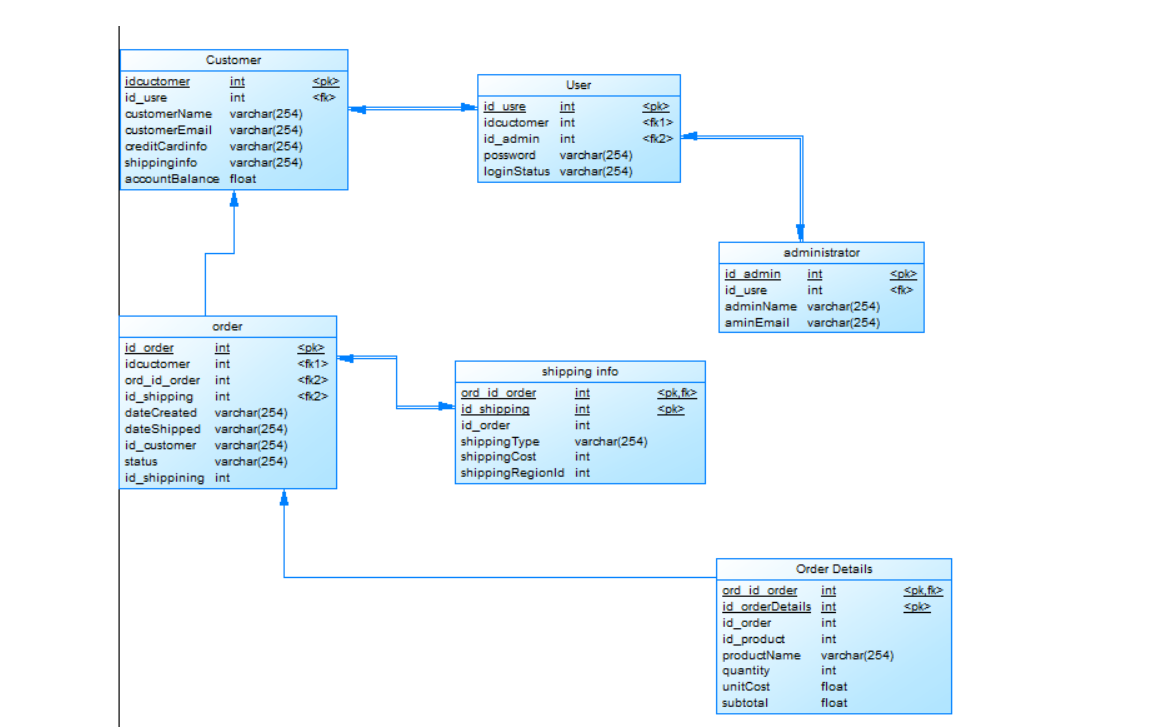 Customer
idcuctomer int <pk>
id_usre int <fk>
customerName varchar(254)
customerEmail varchar(254)
creditCardinfo varchar(254)
shippinginfo varchar(254)
accountBalance float
User
id_usre int <pk>
idcuctomer int <fk1>
id_admin int <fk2>
possword varchar(254)
loginStatus varchar(254)
administrator
id_admin int <pk>
id_usre int <fk>
adminName varchar(254)
aminEmail varchar(254)
order
id_order int <pk>
idcuctomer int <fk1>
ord_id_order int <fk2>
id_shipping int <fk2>
dateCreated varchar(254)
dateShipped varchar(254)
id_customer varchar(254)
status varchar(254)
id_shippining int
shipping info
ord_id_order int <pk,fk>
id_shipping int <pk>
id_order int
shippingType varchar(254)
shippingCost int
shippingRegionId int
Order Details
ord_id_order int <pk,fk>
id_orderDetails int <pk>
id_order int
id_product int
productName varchar(254)
quantity int
unitCost float
subtotal float